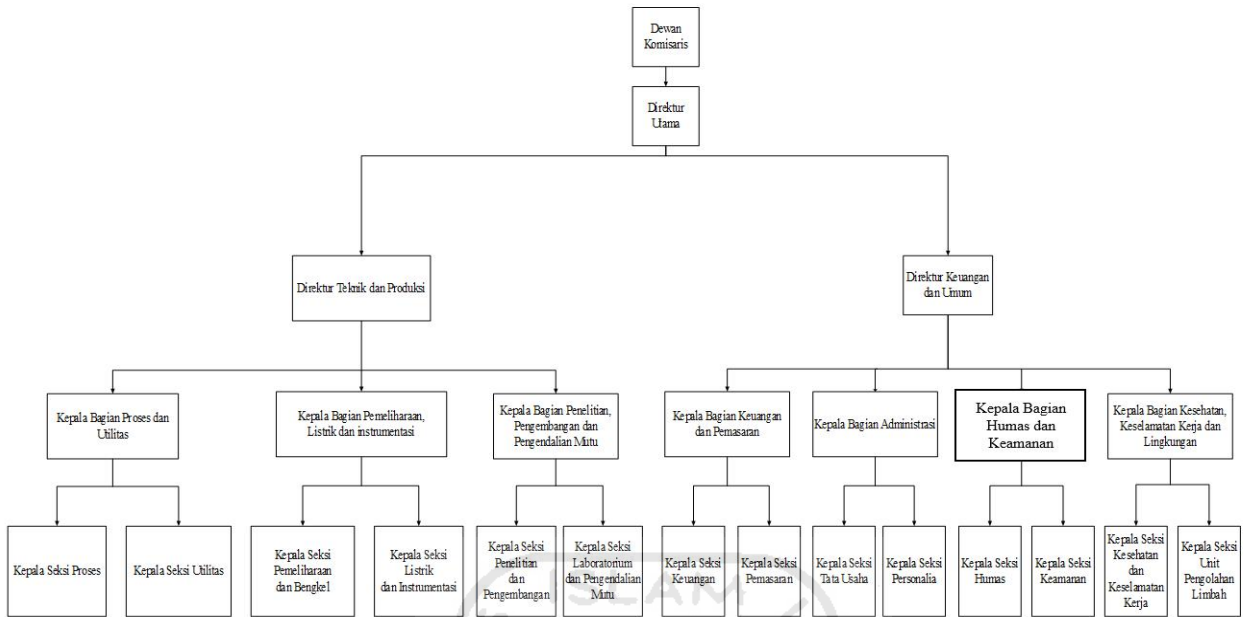 Dewan
Komisaris
Direktur
Utama
Direktur Teknik dan Produksi
Direktur Keuangan
dan Umum
Kepala Bagian Proses dan
Utilitas
Kepala Bagian Pemeliharaan,
Listrik dan instrumentasi
Kepala Bagian Penelitian,
Pengembangan dan
Pengendalian Mutu
Kepala Bagian Keuangan
dan Pemasaran
Kepala Bagian Administrasi
Kepala Bagian
Humas dan
Keamanan
Kepala Bagian Kesehatan,
Keselamatan Kerja dan
Lingkungan
Kepala Seksi Proses
Kepala Seksi Utilitas
Kepala Seksi
Pemeliharaan
dan Bengkel
Kepala Seksi
Listrik
dan Instrumentasi
Kepala Seksi
Penelitian
dan
Pengembangan
Kepala Seksi
Laboratorium
dan Pengendalian
Mutu
Kepala Seksi
Keuangan
Kepala Seksi
Pemasaran
Kepala Seksi
Tata Usaha
Kepala Seksi
Personalia
Kepala Seksi
Humas
Kepala Seksi
Keamanan
Kepala Seksi
Kesehatan
dan
Keselamatan
Kerja
Kepala Seksi
Unit
Pengolahan
Limbah
ISLAM